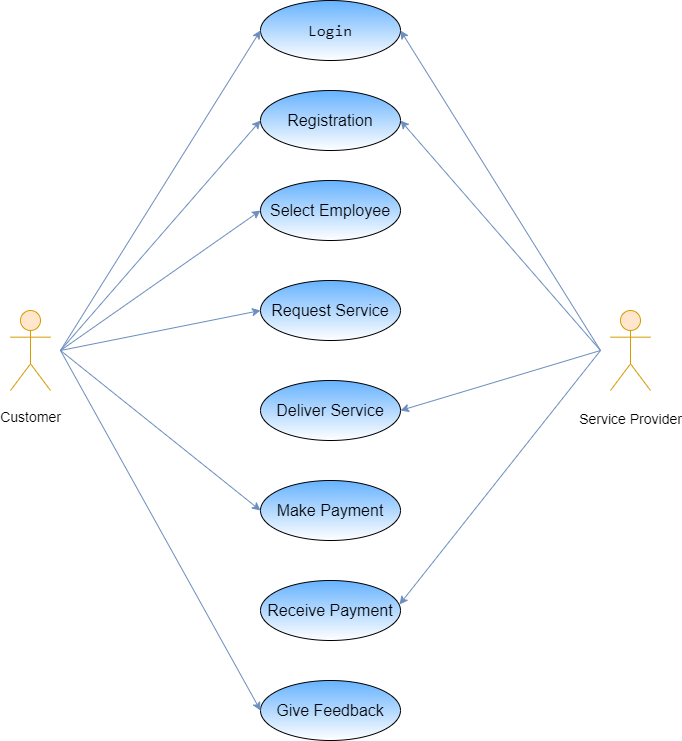 Login
Registration
Select Employee
Request Service
Deliver Service
Customer
Service Provider
Make Payment
Receive Payment
Give Feedback